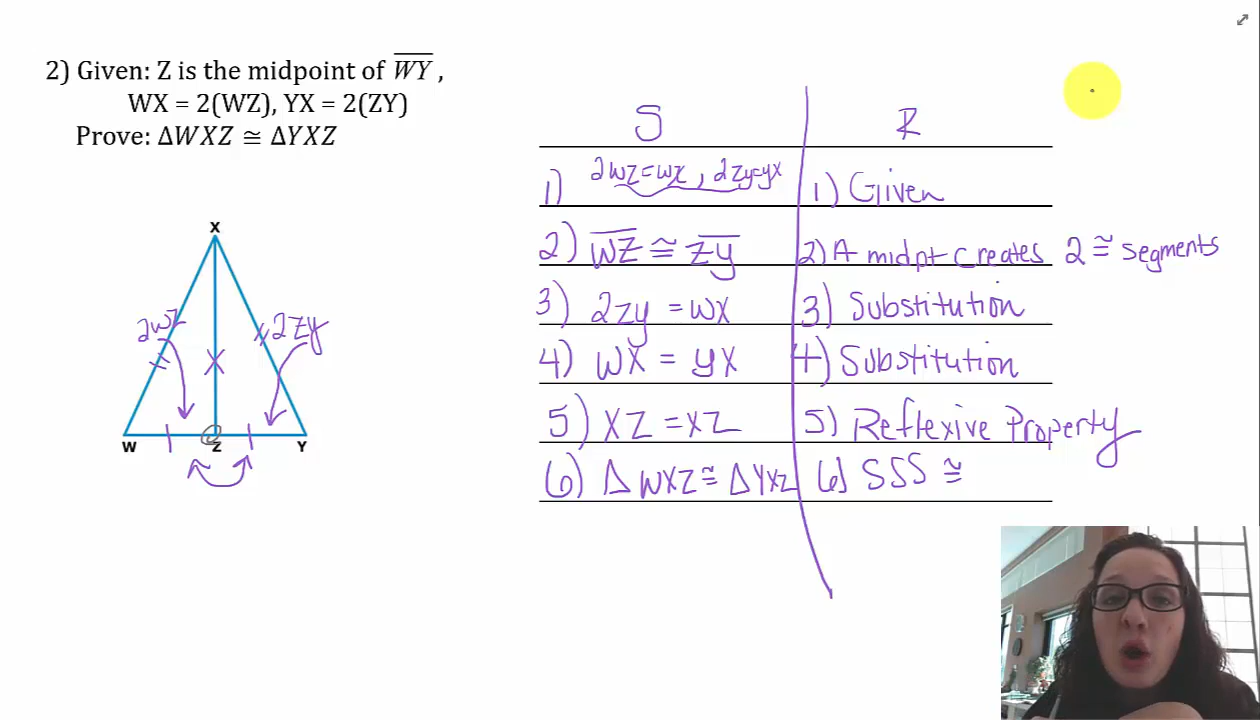 2) Given: Z is the midpoint of WY ,
WX = 2(WZ), YX = 2(ZY)
Prove: ΔWXZ ≅ ΔYXZ
S R
1) 2WZ=WX , 2ZY=YX 1) Given
2) WZ ≅ ZY 2) A midpt creates 2 ≅ segments
3) 2ZY = WX 3) Substitution
4) WX = YX 4) Substitution
5) XZ = XZ 5) Reflexive Property
6) Δ WXZ ≅ ΔYXZ 6) SSS ≅
X
2WZ 2ZY
W Z Y